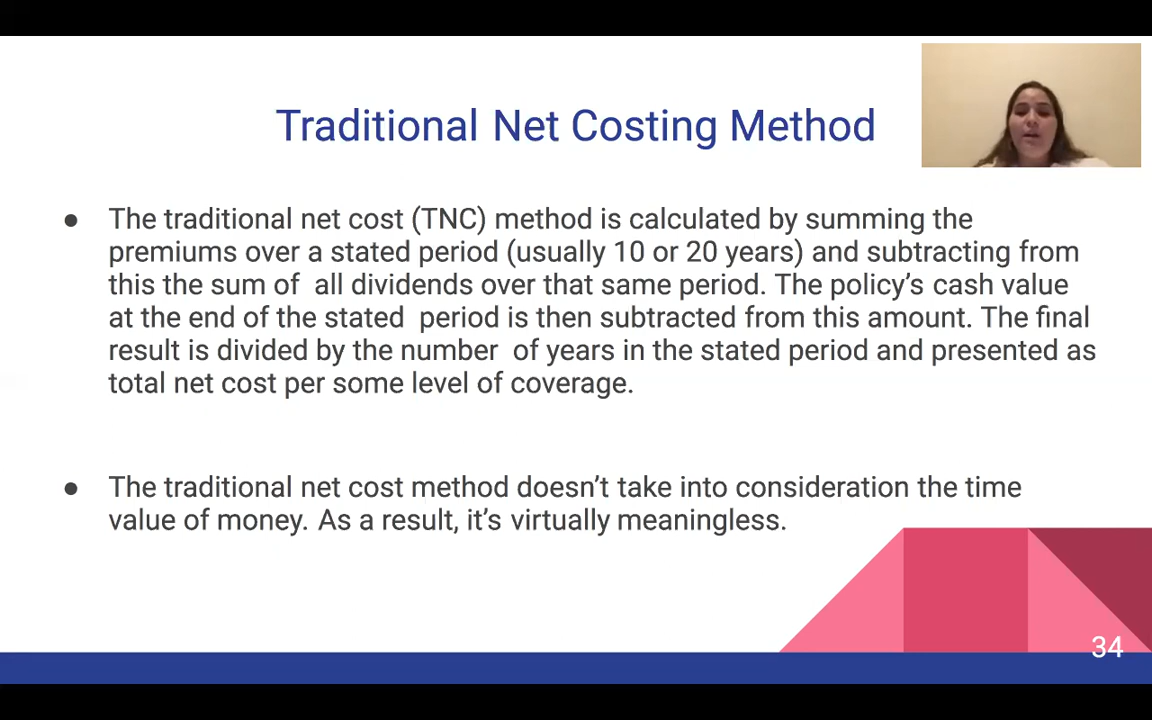 Traditional Net Costing Method
● The traditional net cost (TNC) method is calculated by summing the
premiums over a stated period (usually 10 or 20 years) and subtracting from
this the sum of  all dividends over that same period. The policy’s cash value
at the end of the stated  period is then subtracted from this amount. The final
result is divided by the number  of years in the stated period and presented as
total net cost per some level of coverage.
● The traditional net cost method doesn’t take into consideration the time
value of money. As a result, it’s virtually meaningless.
34